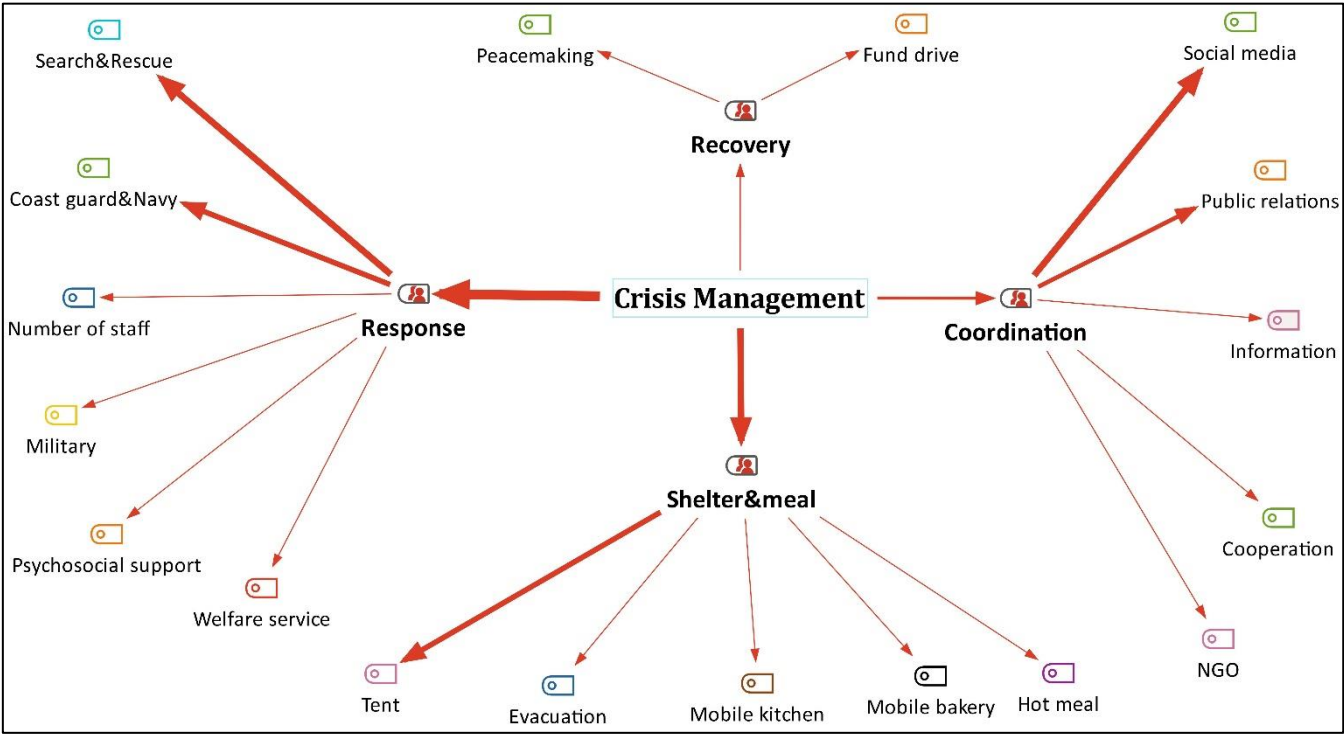 Search&Rescue
Peacemaking
Fund drive
Social media
Recovery
Coast guard&Navy
Public relations
Number of staff
Response
Crisis Management
Coordination
Information
Military
Shelter&meal
Psychosocial support
Cooperation
Welfare service
Tent
Evacuation
Mobile kitchen
Mobile bakery
Hot meal
NGO